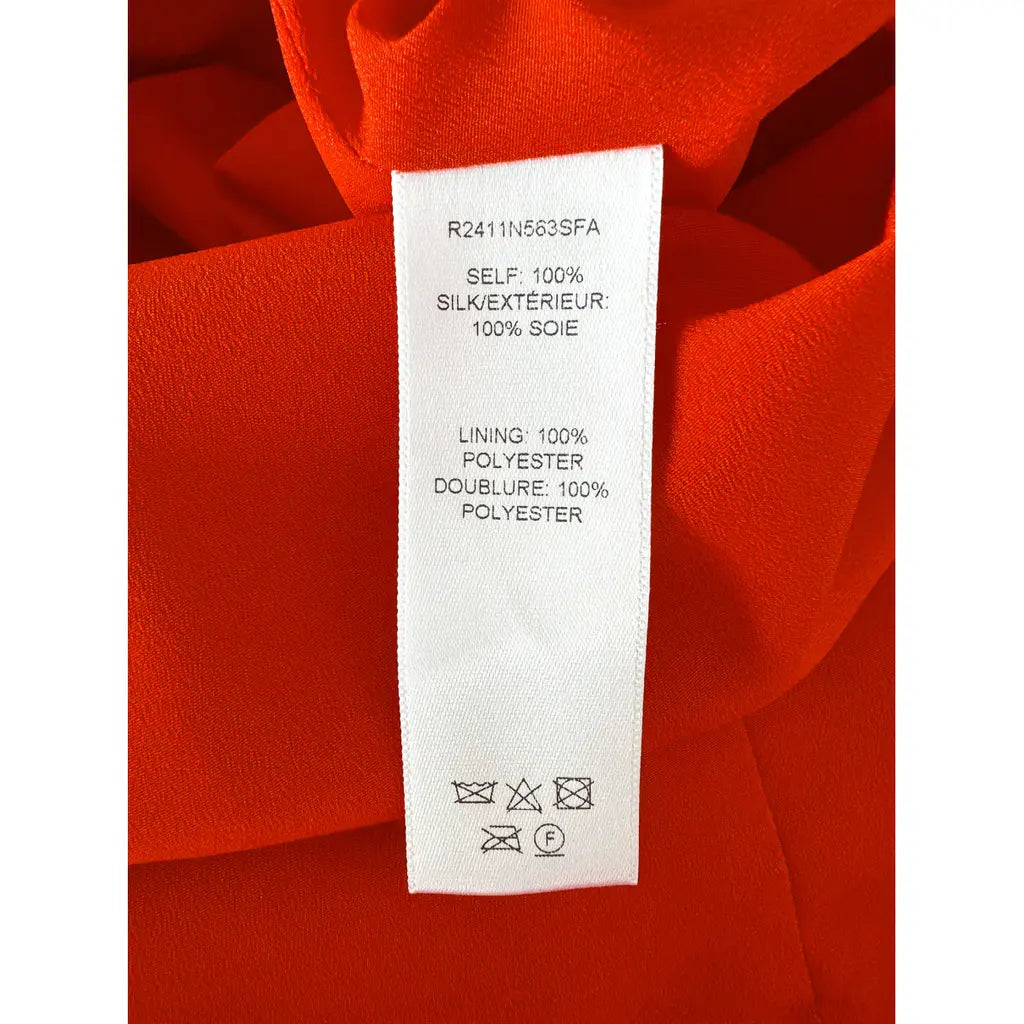 R2411N563SFA
SELF: 100%
SILK/EXTÉRIEUR:
100% SOIE
LINING: 100%
POLYESTER
DOUBLURE: 100%
POLYESTER
F